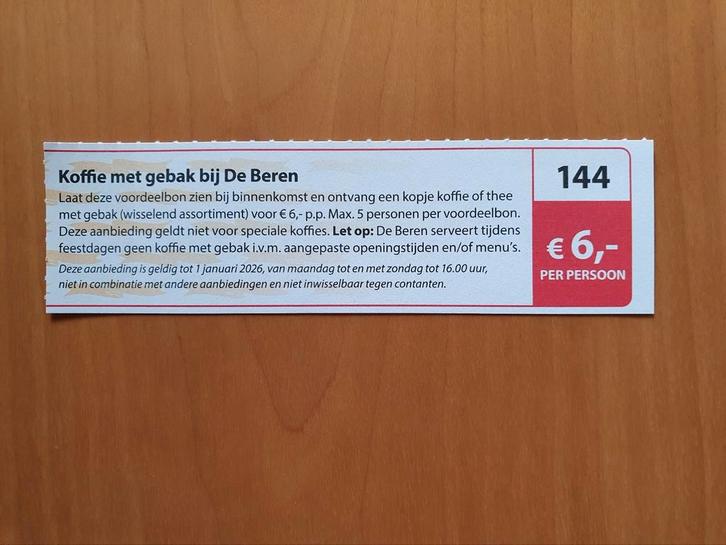 Koffie met gebak bij De Beren
Laat deze voordeelbon zien bij binnenkomst en ontvang een kopje koffie of thee
met gebak (wisselend assortiment) voor € 6,- p.p. Max. 5 personen per voordeelbon.
Deze aanbieding geldt niet voor speciale koffies. Let op: De Beren serveert tijdens
feestdagen geen koffie met gebak i.v.m. aangepaste openingstijden en/of menu's.
Deze aanbieding is geldig tot 1 januari 2026, van maandag tot en met zondag tot 16.00 uur,
niet in combinatie met andere aanbiedingen en niet inwisselbaar tegen contanten.
144
€ 6,-
PER PERSOON